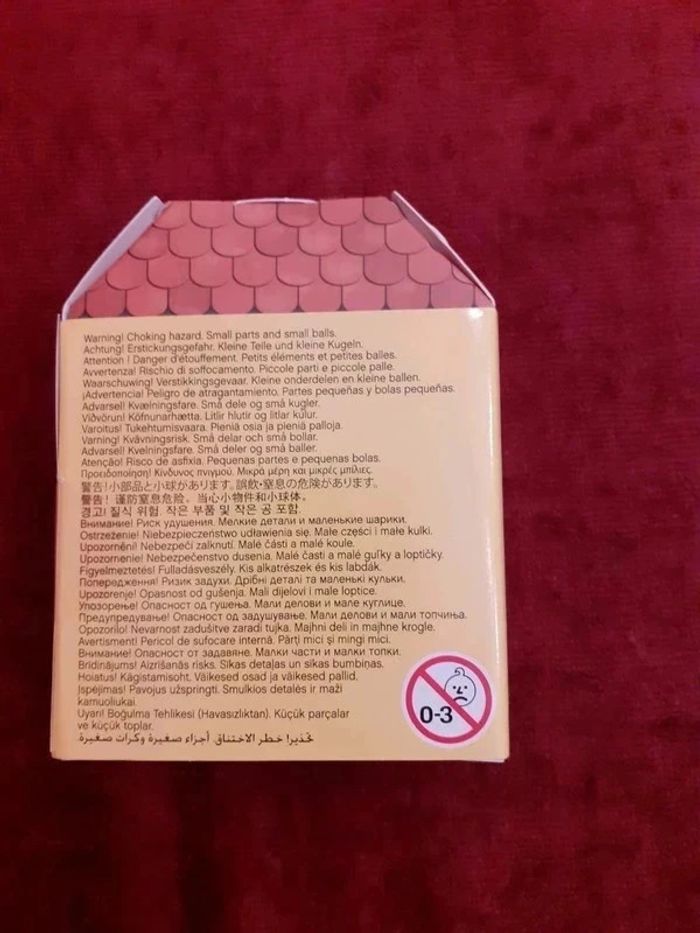 Warning! Choking hazard. Small parts and small balls.
Achtung! Erstickungsgefahr. Kleine Teile und kleine Kugeln.
Attention ! Danger d'étouffement. Petits éléments et petites balles.
Avvertenza! Rischio di soffocamento. Piccole parti e piccole palle.
Waarschuwing! Verstikkingsgevaar. Kleine onderdelen en kleine ballen.
¡Advertencia! Peligro de atragantamiento. Partes pequeñas y bolas pequeñas.
Advarsel! Kvælningsfare. Små dele og små kugler.
Viðvörun! Köfnunarhætta. Litlir hlutir og litlar kúlur.
Varoitus! Tukehtumisvaara. Pieniä osia ja pieniä palloja.
Varning! Kvävningsrisk. Små delar och små bollar.
Advarsel! Kvelningsfare. Små deler og små baller.
Atenção! Risco de asfixia. Pequenas partes e pequenas bolas.
Προειδοποίηση! Κίνδυνος πνιγμού. Μικρά μέρη και μικρές μπίλιες.
警告!小部品と小球があります。誤飲・窒息の危険があります。
警告！谨防窒息危险。当心小物件和小球体。
경고! 질식 위험. 작은 부품 및 작은 공 포함.
Внимание! Риск удушения. Мелкие детали и маленькие шарики.
Ostrzeżenie! Niebezpieczeństwo udławienia się. Małe części i małe kulki.
Upozornění! Nebezpečí zalknutí. Malé části a malé koule.
Upozornenie! Nebezpečenstvo dusenia. Malé časti a malé guľky a loptičky.
Figyelmeztetés! Fulladásveszély. Kis alkatrészek és kis labdák.
Попередження! Ризик задухи. Дрібні деталі та маленькі кульки.
Upozorenje! Opasnost od gušenja. Mali dijelovi i male loptice.
Упозорење! Опасност од гушења. Мали делови и мале куглице.
Предупредување! Опасност од задушување. Мали делови и мали топчиња.
Opozorilo! Nevarnost zadušitve zaradi tujka. Majhni deli in majhne krogle.
Avertisment! Pericol de sufocare internă. Părți mici și mingi mici.
Внимание! Опасност от задавяне. Малки части и малки топки.
Brīdinājums! Aizrīšanās risks. Sīkas detaļas un sīkas bumbiņas.
Hoiatus! Kägistamisoht. Väikesed osad ja väikesed pallid.
Įspėjimas! Pavojus užspringti. Smulkios detalės ir maži
kamuoliukai.
Uyarı! Boğulma Tehlikesi (Havasızlıktan). Küçük parçalar
ve küçük toplar.
تحذير! خطر الاختناق. أجزاء صغيرة وكرات صغيرة.
0-3